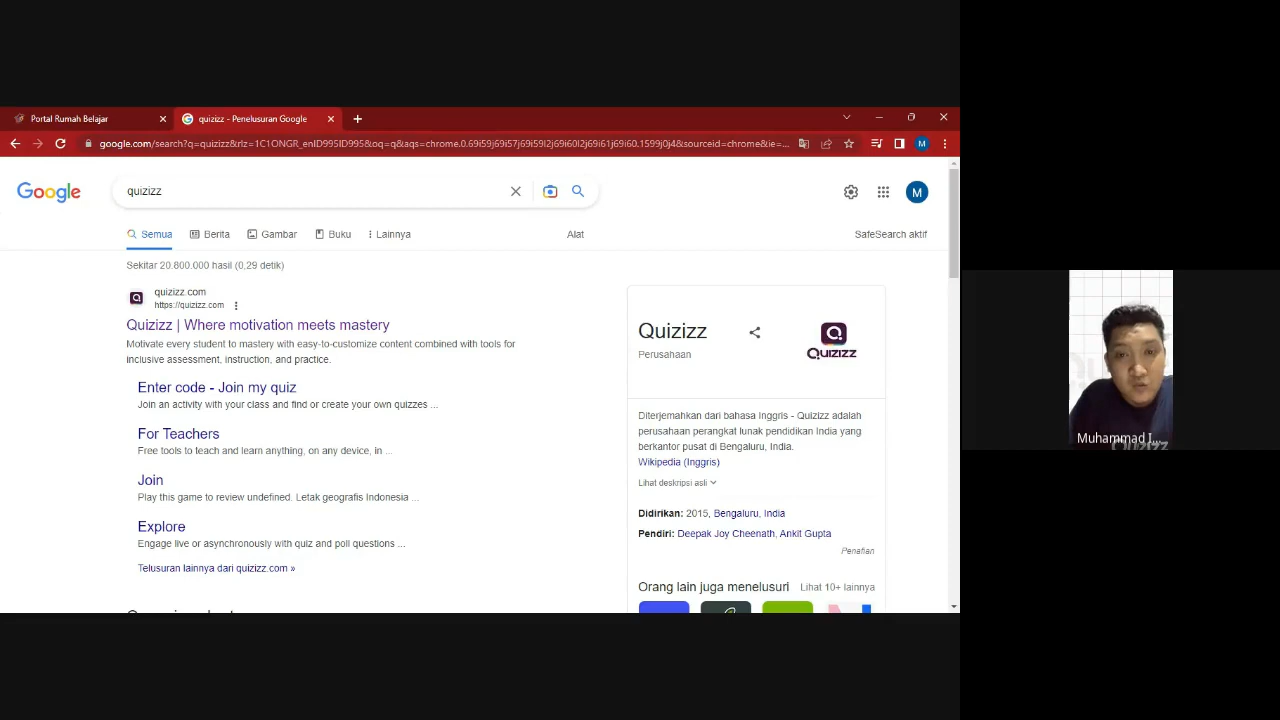 Portal Rumah Belajar
quizizz - Penelusuran Google
google.com/search?q=quizizz&rlz=1C1ONGR_enID995ID995&oq=q&aqs=chrome.0.69i59j69i57j69i59l2j69i60l2j69i61j69i60.1599j0j4&sourceid=chrome&ie=...
M
Google
quizizz
M
Semua
Berita
Gambar
Buku
Lainnya
Alat
SafeSearch aktif
Sekitar 20.800.000 hasil (0,29 detik)
quizizz.com
https://quizizz.com
Quizizz | Where motivation meets mastery
Motivate every student to mastery with easy-to-customize content combined with tools for
inclusive assessment, instruction, and practice.
Enter code - Join my quiz
Join an activity with your class and find or create your own quizzes ...
For Teachers
Free tools to teach and learn anything, on any device, in ...
Join
Play this game to review undefined. Letak geografis Indonesia ...
Explore
Engage live or asynchronously with quiz and poll questions ...
Telusuran lainnya dari quizizz.com »
Quizizz
Perusahaan
QUIZIZZ
Diterjemahkan dari bahasa Inggris - Quizizz adalah
perusahaan perangkat lunak pendidikan India yang
berkantor pusat di Bengaluru, India.
Wikipedia (Inggris)
Lihat deskripsi asli
Didirikan: 2015, Bengaluru, India
Pendiri: Deepak Joy Cheenath, Ankit Gupta
Penafian
Orang lain juga menelusuri
Lihat 10+ lainnya
Muhammad I...
Quizizz